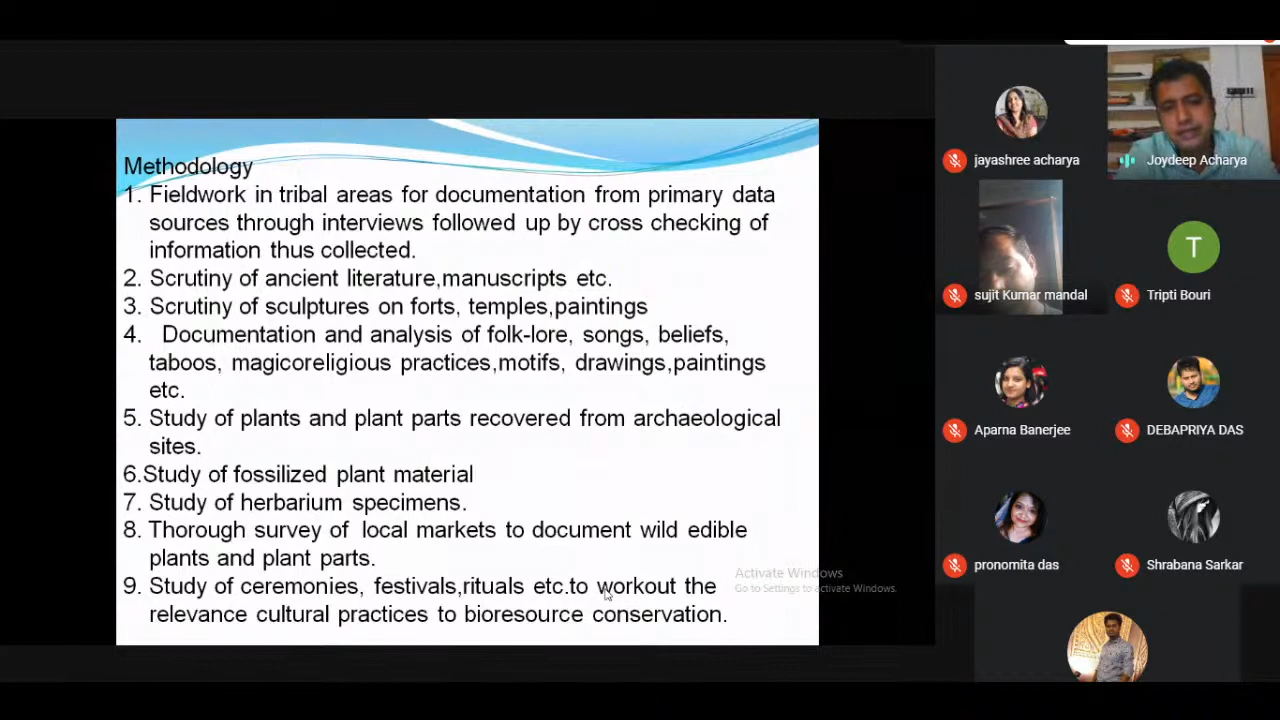 Methodology
1. Fieldwork in tribal areas for documentation from primary data
sources through interviews followed up by cross checking of
information thus collected.
2. Scrutiny of ancient literature,manuscripts etc.
3. Scrutiny of sculptures on forts, temples,paintings
4. Documentation and analysis of folk-lore, songs, beliefs,
taboos, magicoreligious practices,motifs, drawings,paintings
etc.
5. Study of plants and plant parts recovered from archaeological
sites.
6.Study of fossilized plant material
7. Study of herbarium specimens.
8. Thorough survey of local markets to document wild edible
plants and plant parts.
9. Study of ceremonies, festivals,rituals etc.to workout the
relevance cultural practices to bioresource conservation.
Activate Windows
Go to Settings to activate Windows.
jayashree acharya
Joydeep Acharya
sujit Kumar mandal
T
Tripti Bouri
Aparna Banerjee
DEBAPRIYA DAS
pronomita das
Shrabana Sarkar